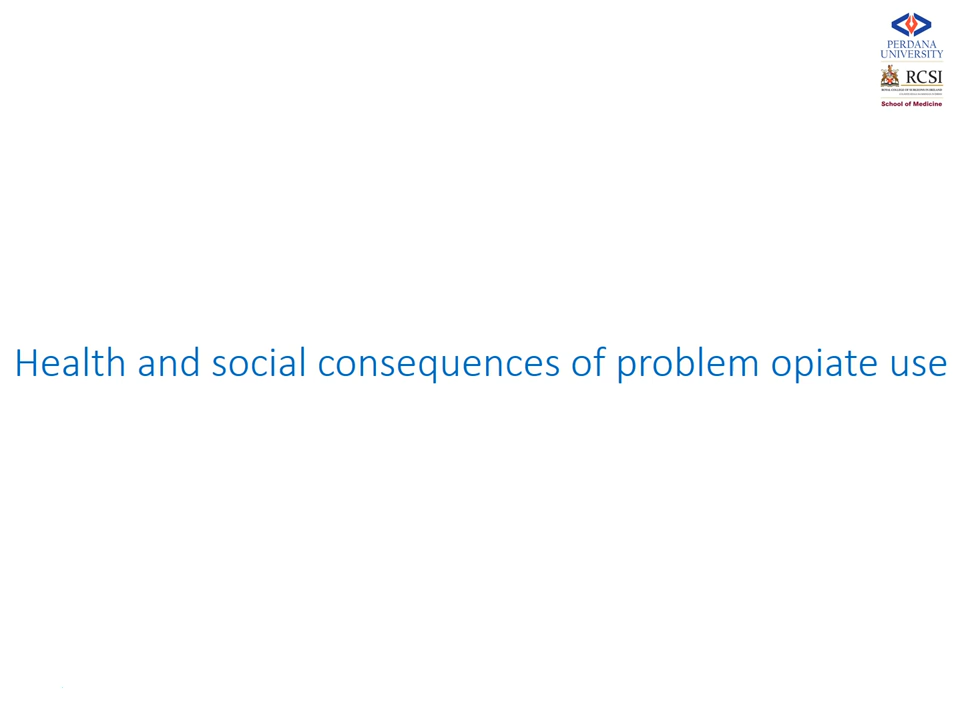 PERDANA
UNIVERSITY
RCSI
ROYAL COLLEGE OF SURGEONS IN IRELAND
School of Medicine
Health and social consequences of problem opiate use